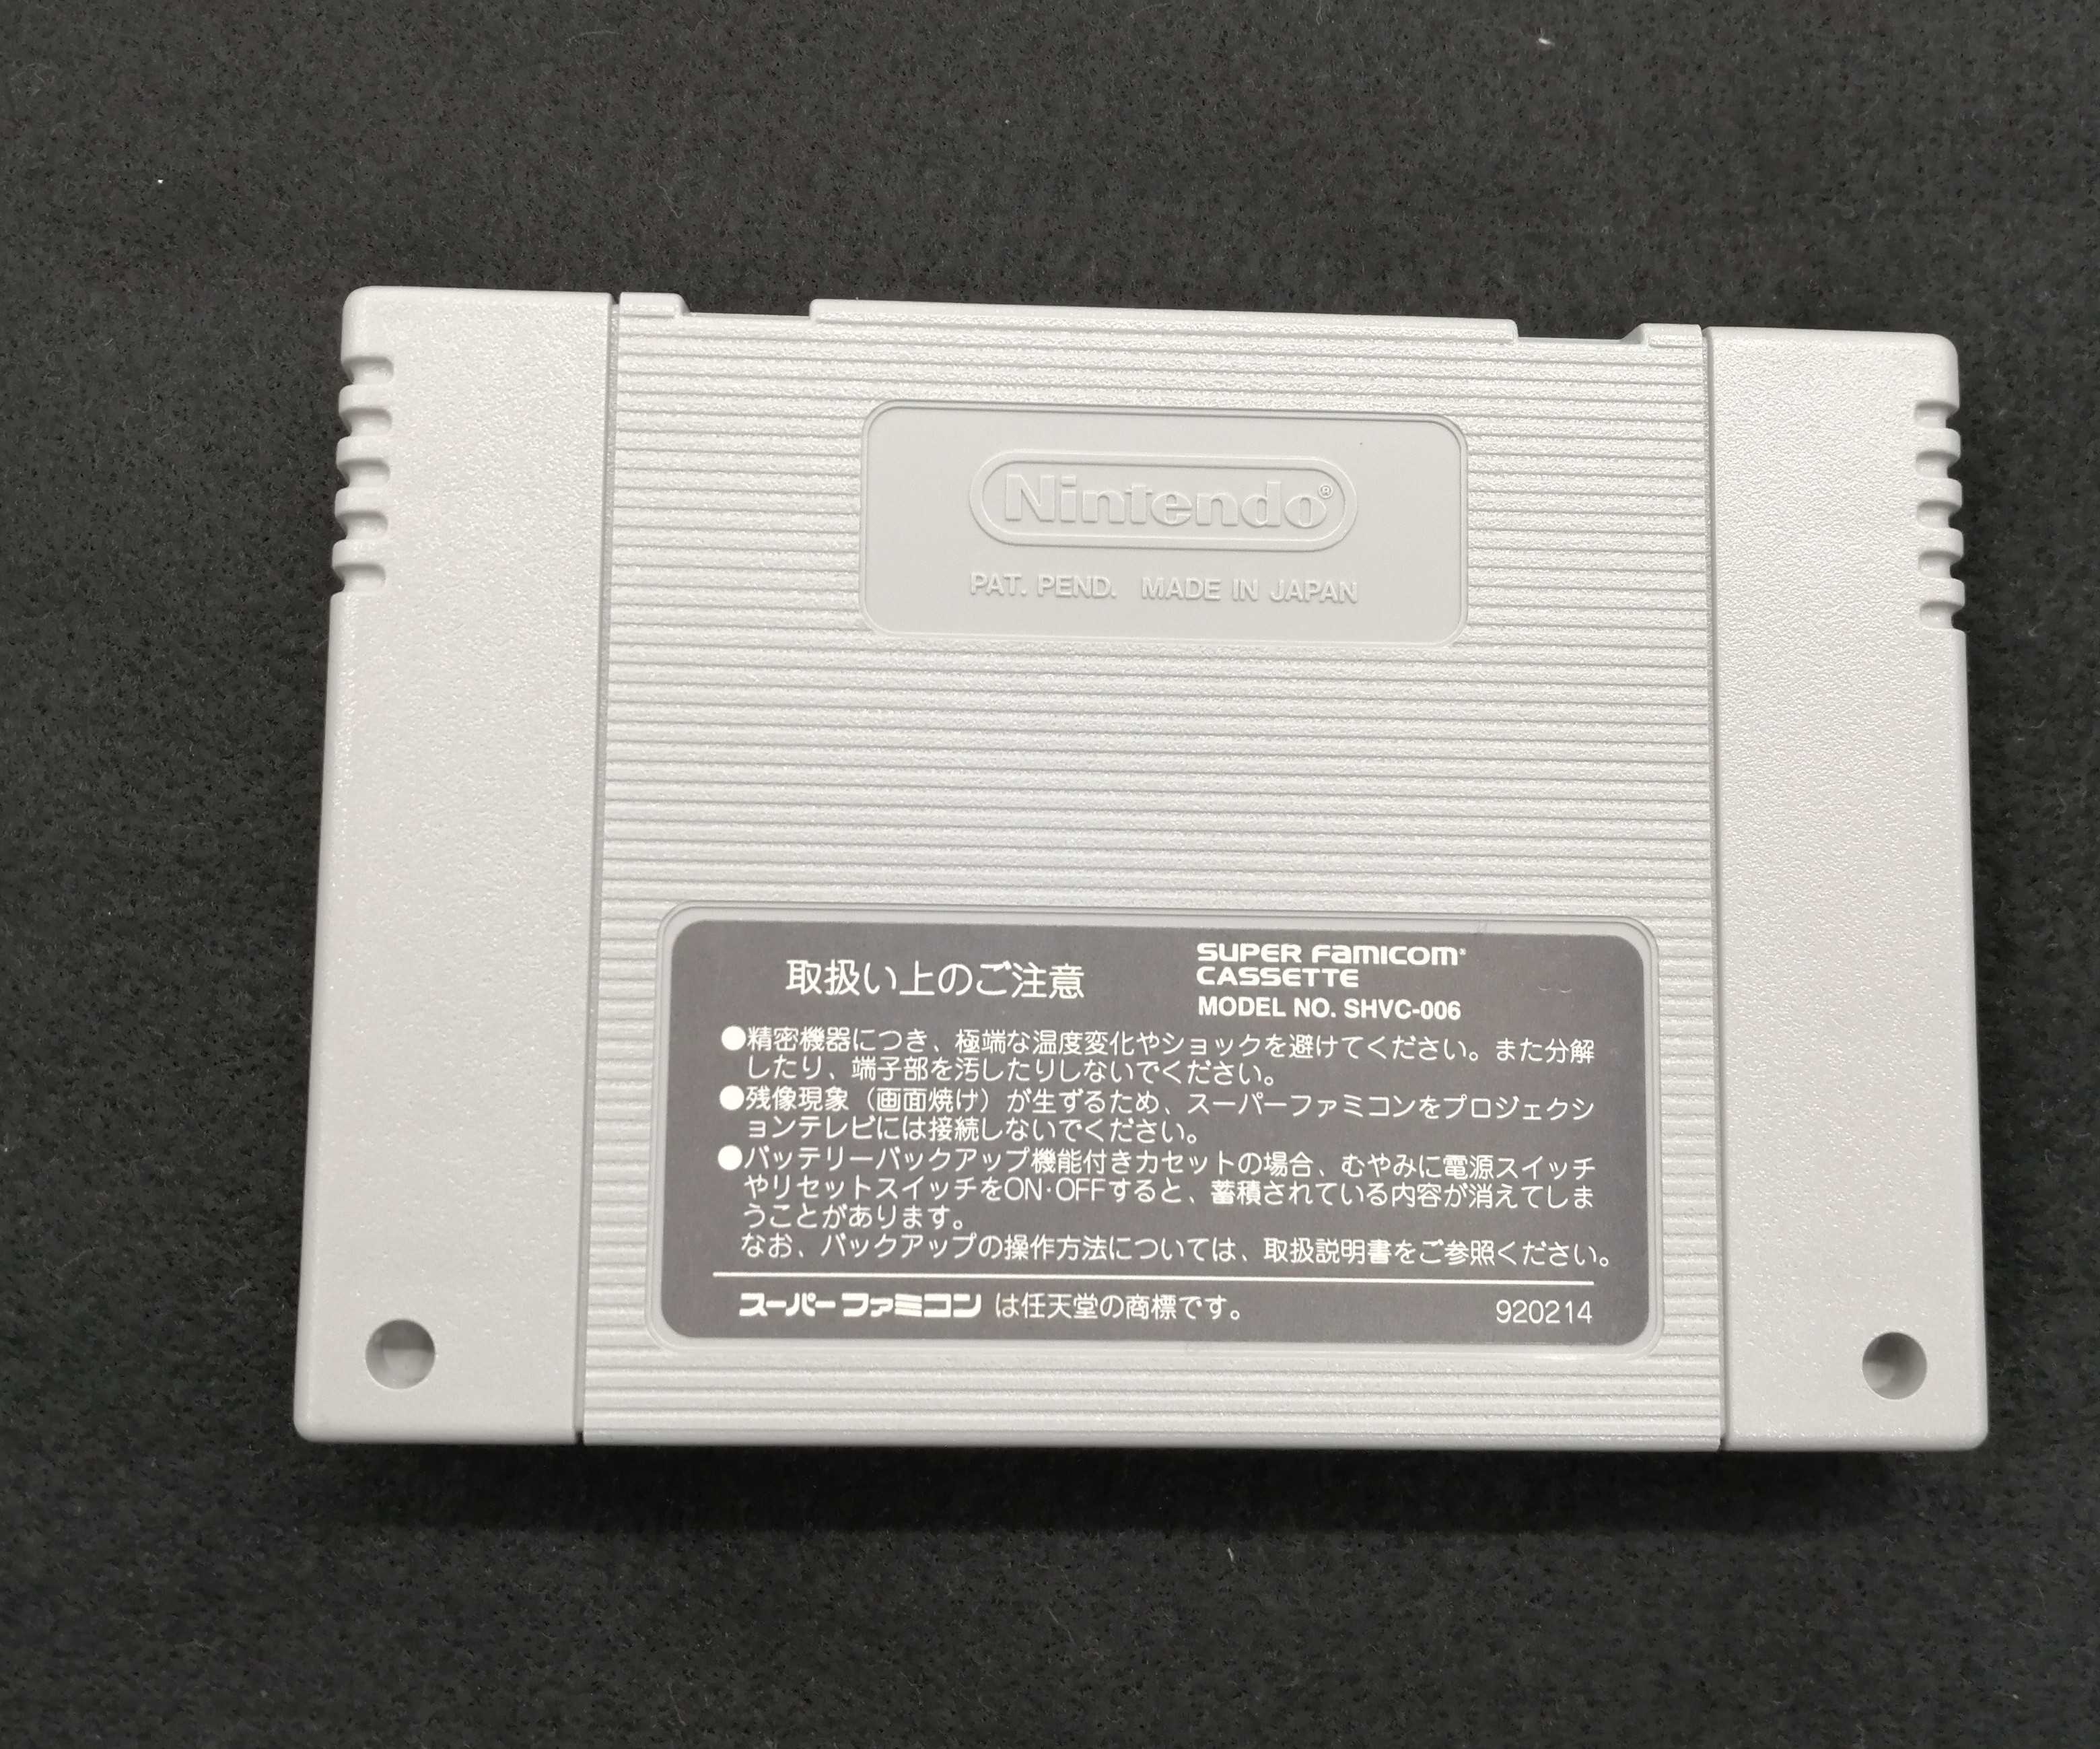 Nintendo®
PAT. PEND. MADE IN JAPAN
取扱い上のご注意
SUPER FAMICOM®
CASSETTE
MODEL NO. SHVC-006
●精密機器につき、極端な温度変化やショックを避けてください。また分解
したり、端子部を汚したりしないでください。
●残像現象（画面焼け）が生ずるため、スーパーファミコンをプロジェクシ
ョンテレビには接続しないでください。
●バッテリーバックアップ機能付きカセットの場合、むやみに電源スイッチ
やリセットスイッチをON·OFFすると、蓄積されている内容が消えてしま
うことがあります。
なお、バックアップの操作方法については、取扱説明書をご参照ください。
スーパーファミコン は任天堂の商標です。 920214